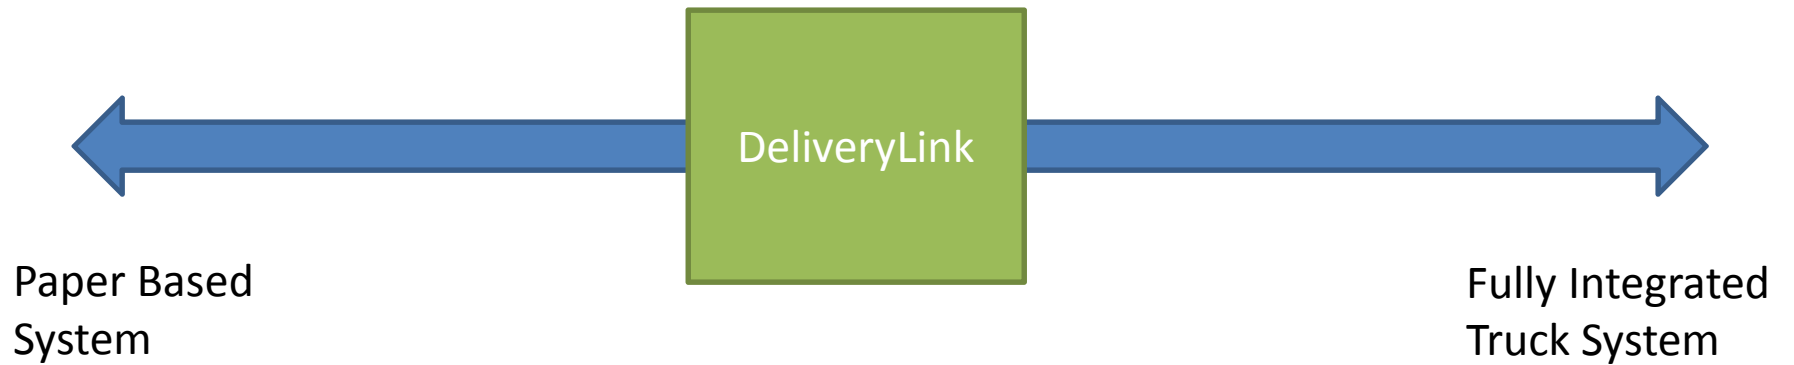 DeliveryLink
Paper Based
System
Fully Integrated
Truck System